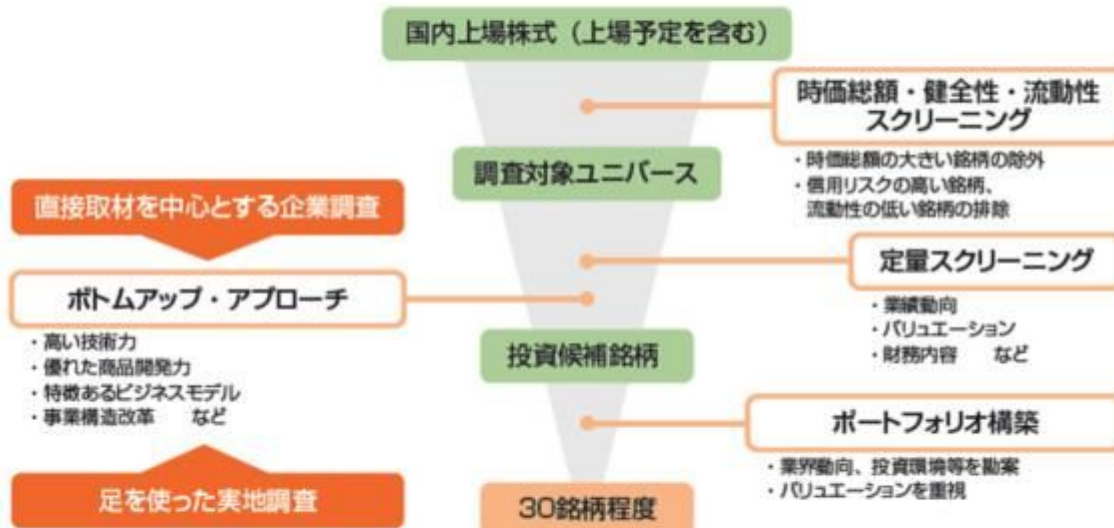 国内上場株式（上場予定を含む）
時価総額・健全性・流動性
スクリーニング
・時価総額の大きい銘柄の除外
・信用リスクの高い銘柄、
流動性の低い銘柄の排除
調査対象ユニバース
直接取材を中心とする企業調査
定量スクリーニング
・業績動向
・バリュエーション
・財務内容　など
ボトムアップ・アプローチ
・高い技術力
・優れた商品開発力
・特徴あるビジネスモデル
・事業構造改革　など
投資候補銘柄
ポートフォリオ構築
・業界動向、投資環境等を勘案
・バリュエーションを重視
足を使った実地調査
30銘柄程度